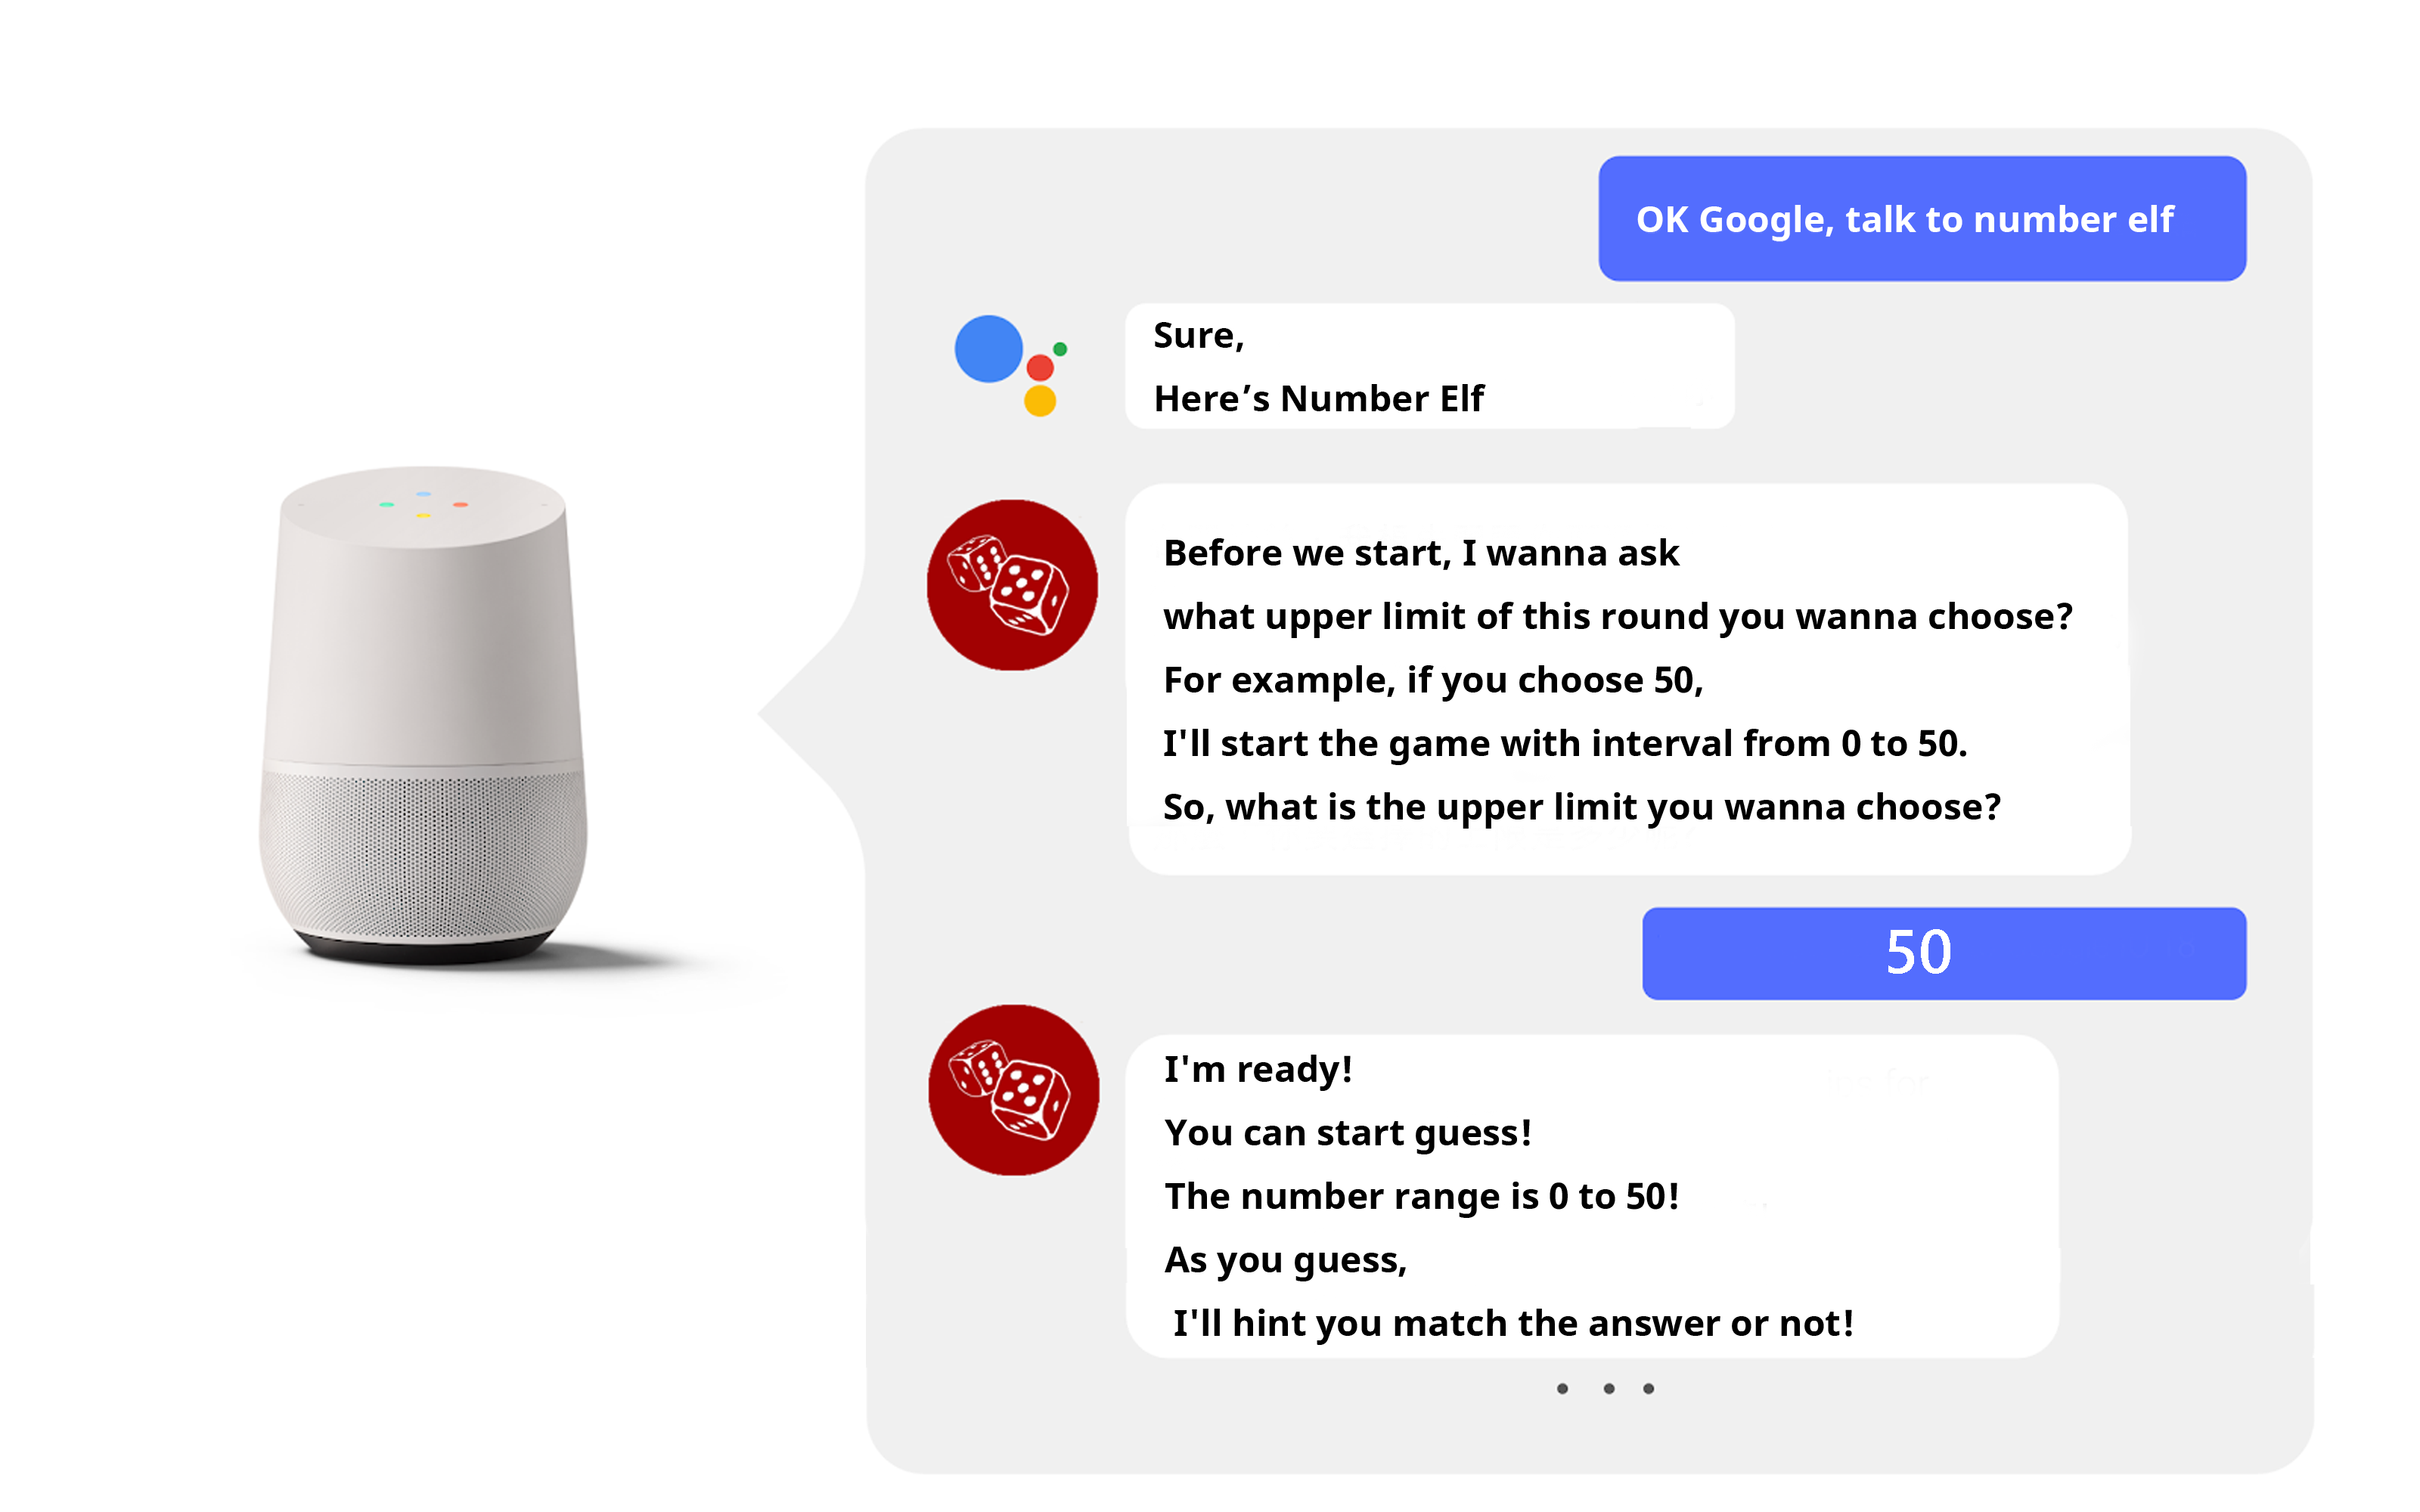 OK Google, talk to number elf
Sure,
Here’s Number Elf
Before we start, I wanna ask
what upper limit of this round you wanna choose?
For example, if you choose 50,
I'll start the game with interval from 0 to 50.
So, what is the upper limit you wanna choose?
50
I'm ready!
You can start guess!
The number range is 0 to 50!
As you guess,
I'll hint you match the answer or not!
• • •